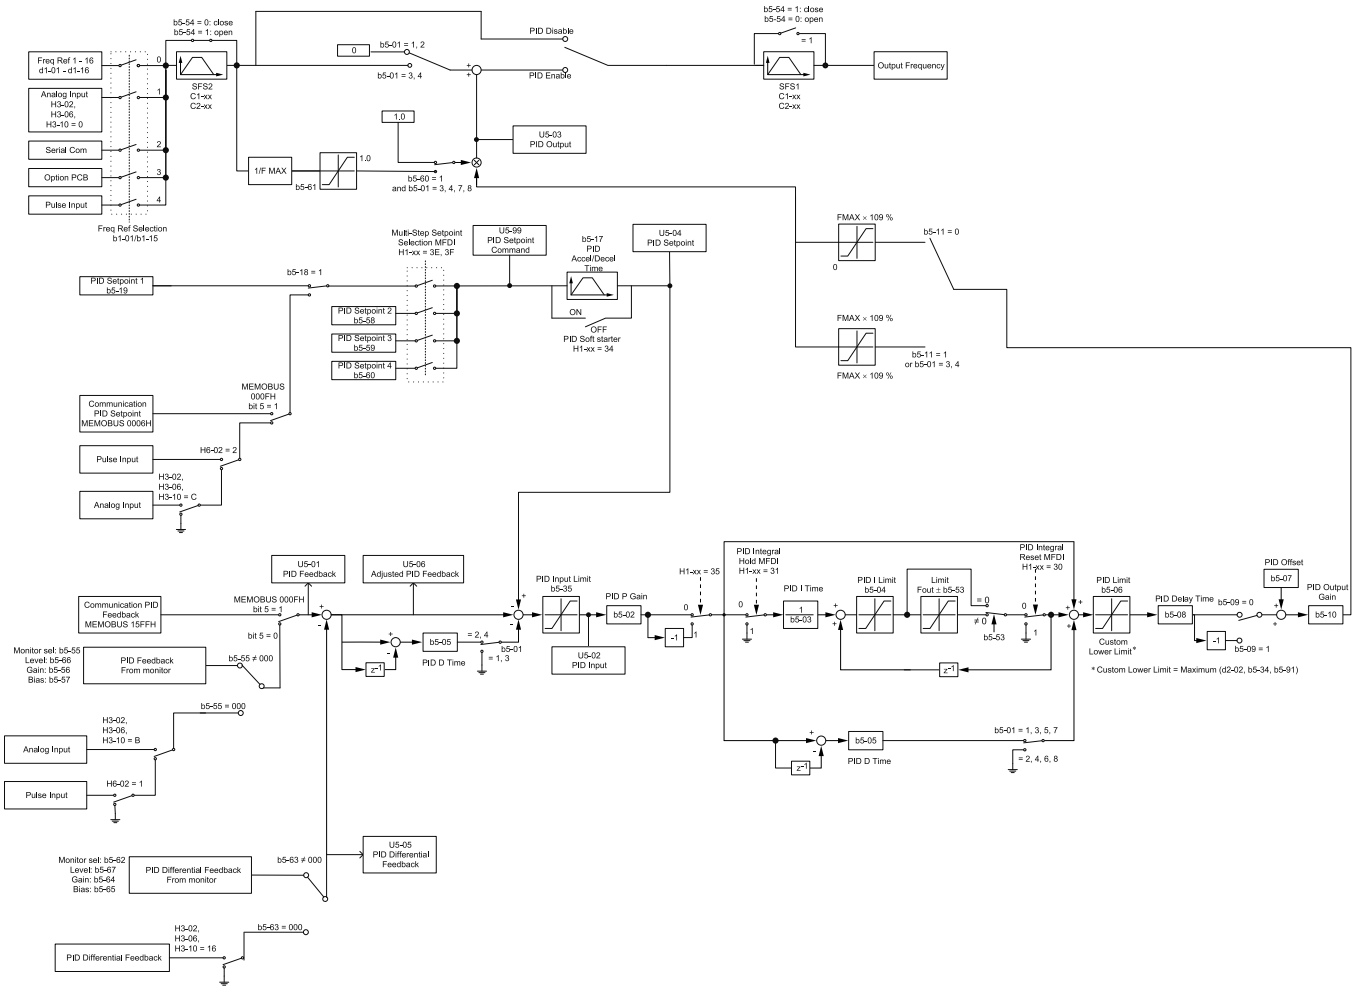 b5-54 = 0: close
b5-54 = 1: open
Freq Ref 1 - 16
d1-01 - d1-16
0
Analog Input
H3-02,
H3-06,
H3-10 = 0
1
Serial Com
2
Option PCB
3
Pulse Input
4
Freq Ref Selection
b1-01/b1-15
SFS2
C1-xx
C2-xx
0
b5-01 = 1, 2
b5-01 = 3, 4
+
+
PID Disable
PID Enable
b5-54 = 1: close
b5-54 = 0: open
= 1
SFS1
C1-xx
C2-xx
Output Frequency
1.0
U5-03
PID Output
1/F MAX
1.0
b5-61
b5-60 = 1
and b5-01 = 3, 4, 7, 8
FMAX × 109 %
0
b5-11 = 0
FMAX × 109 %
FMAX × 109 %
b5-11 = 1
or b5-01 = 3, 4
Multi-Step Setpoint
Selection MFDI
H1-xx = 3E, 3F
U5-99
PID Setpoint
Command
b5-17
PID
Accel/Decel
Time
U5-04
PID Setpoint
PID Setpoint 1
b5-19
b5-18 = 1
PID Setpoint 2
b5-58
PID Setpoint 3
b5-59
PID Setpoint 4
b5-60
ON
OFF
PID Soft starter
H1-xx = 34
MEMOBUS
000FH
bit 5 = 1
Communication
PID Setpoint
MEMOBUS 0006H
Pulse Input
H6-02 = 2
Analog Input
H3-02,
H3-06,
H3-10 = C
U5-01
PID Feedback
U5-06
Adjusted PID Feedback
Communication PID
Feedback
MEMOBUS 15FFH
MEMOBUS 000FH
bit 5 = 1
bit 5 = 0
+
-
Monitor sel: b5-55
Level: b5-66
Gain: b5-56
Bias: b5-57
PID Feedback
From monitor
b5-55 ≠ 000
b5-55 = 000
H3-02,
H3-06,
H3-10 = B
Analog Input
Pulse Input
H6-02 = 1
+
-
z-1
b5-05
PID D Time
= 2, 4
b5-01
= 1, 3
-
+
-
PID Input Limit
b5-35
U5-02
PID Input
PID P Gain
b5-02
-1
H1-xx = 35
0
1
PID Integral
Hold MFDI
H1-xx = 31
0
1
PID I Time
1
b5-03
+
+
PID I Limit
b5-04
Limit
Fout ± b5-53
= 0
≠ 0
b5-53
PID Integral
Reset MFDI
H1-xx = 30
0
1
z-1
+
+
+
PID Limit
b5-06
Custom
Lower Limit*
PID Delay Time
b5-08
b5-09 = 0
-1
b5-09 = 1
PID Offset
b5-07
+
+
PID Output
Gain
b5-10
* Custom Lower Limit = Maximum (d2-02, b5-34, b5-91)
+
-
z-1
b5-05
PID D Time
b5-01 = 1, 3, 5, 7
= 2, 4, 6, 8
U5-05
PID Differential
Feedback
Monitor sel: b5-62
Level: b5-67
Gain: b5-64
Bias: b5-65
PID Differential Feedback
From monitor
b5-63 ≠ 000
b5-63 = 000
H3-02,
H3-06,
H3-10 = 16
PID Differential Feedback